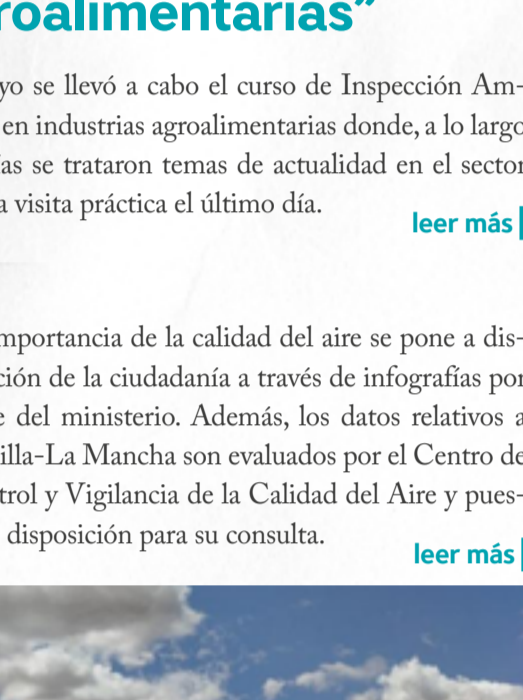 roalimentarias”
yo se llevó a cabo el curso de Inspección Am-
en industrias agroalimentarias donde, a lo largo
ías se trataron temas de actualidad en el sector
a visita práctica el último día.
leer más
mportancia de la calidad del aire se pone a dis-
ción de la ciudadanía a través de infografías por
e del ministerio. Además, los datos relativos a
illa-La Mancha son evaluados por el Centro de
trol y Vigilancia de la Calidad del Aire y pues-
disposición para su consulta.
leer más